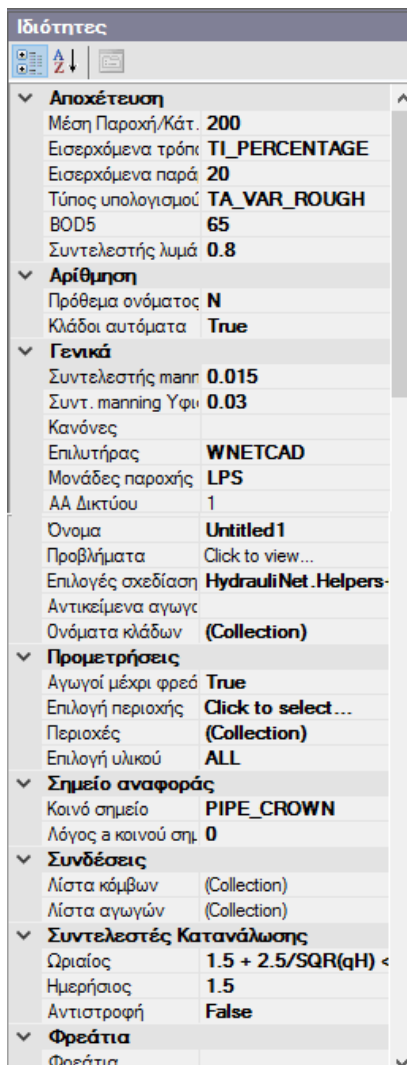 Ιδιότητες
Αποχέτευση
Μέση Παροχή/Κάτ. 200
Εισερχόμενα τρόπο TI_PERCENTAGE
Εισερχόμενα παρά 20
Τύπος υπολογισμού TA_VAR_ROUGH
BOD5 65
Συντελεστής λυμά 0.8
Αρίθμηση
Πρόθεμα ονόματος N
Κλάδοι αυτόματα True
Γενικά
Συντελεστής mann 0.015
Συντ. manning Υφι 0.03
Κανόνες
Επιλυτήρας WNETCAD
Μονάδες παροχής LPS
ΑΑ Δικτύου 1
Όνομα Untitled1
Προβλήματα Click to view...
Επιλογές σχεδίαση HydrauliNet.Helpers-
Αντικείμενα αγωγο
Ονόματα κλάδων (Collection)
Προμετρήσεις
Αγωγοί μέχρι φρεά True
Επιλογή περιοχής Click to select...
Περιοχές (Collection)
Επιλογή υλικού ALL
Σημείο αναφοράς
Κοινό σημείο PIPE_CROWN
Λόγος a κοινού σημ 0
Συνδέσεις
Λίστα κόμβων (Collection)
Λίστα αγωγών (Collection)
Συντελεστές Κατανάλωσης
Ωριαίος 1.5 + 2.5/SQR(qH) <
Ημερήσιος 1.5
Αντιστροφή False
Φρεάτια
Φρεάτια